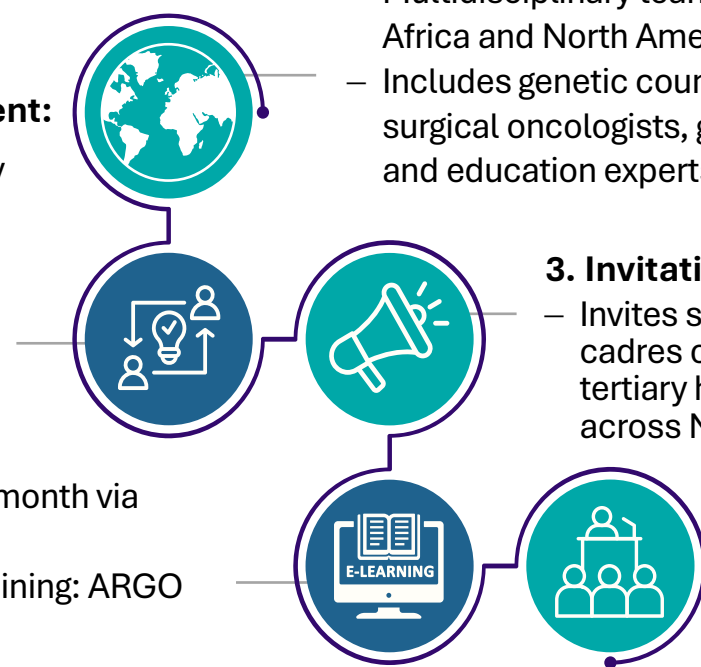 Africa and North Ame
– Includes genetic coun
surgical oncologists, g
and education experts
ent:
3. Invitati
– Invites s
cadres o
tertiary h
across N
month via
ining: ARGO
E-LEARNING